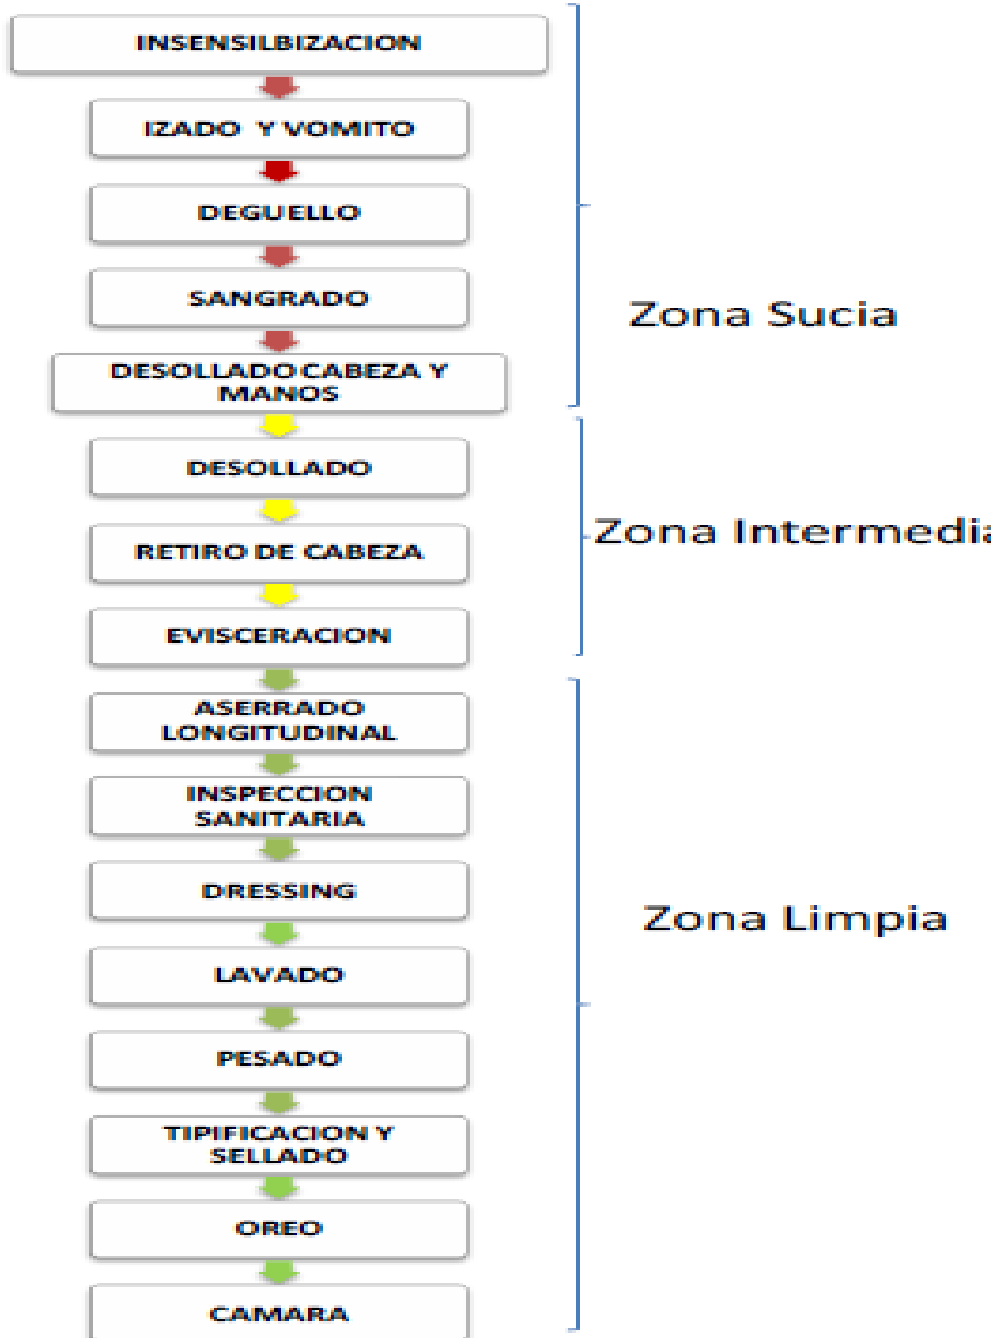 INSENSILBIZACION
IZADO Y VOMITO
DEGUELLO
SANGRADO
DESOLLADO CABEZA Y
MANOS
Zona Sucia
DESOLLADO
RETIRO DE CABEZA
EVISCERACION
Zona Intermedia
ASERRADO
LONGITUDINAL
INSPECCION
SANITARIA
DRESSING
LAVADO
PESADO
TIPIFICACION Y
SELLADO
OREO
CAMARA
Zona Limpia